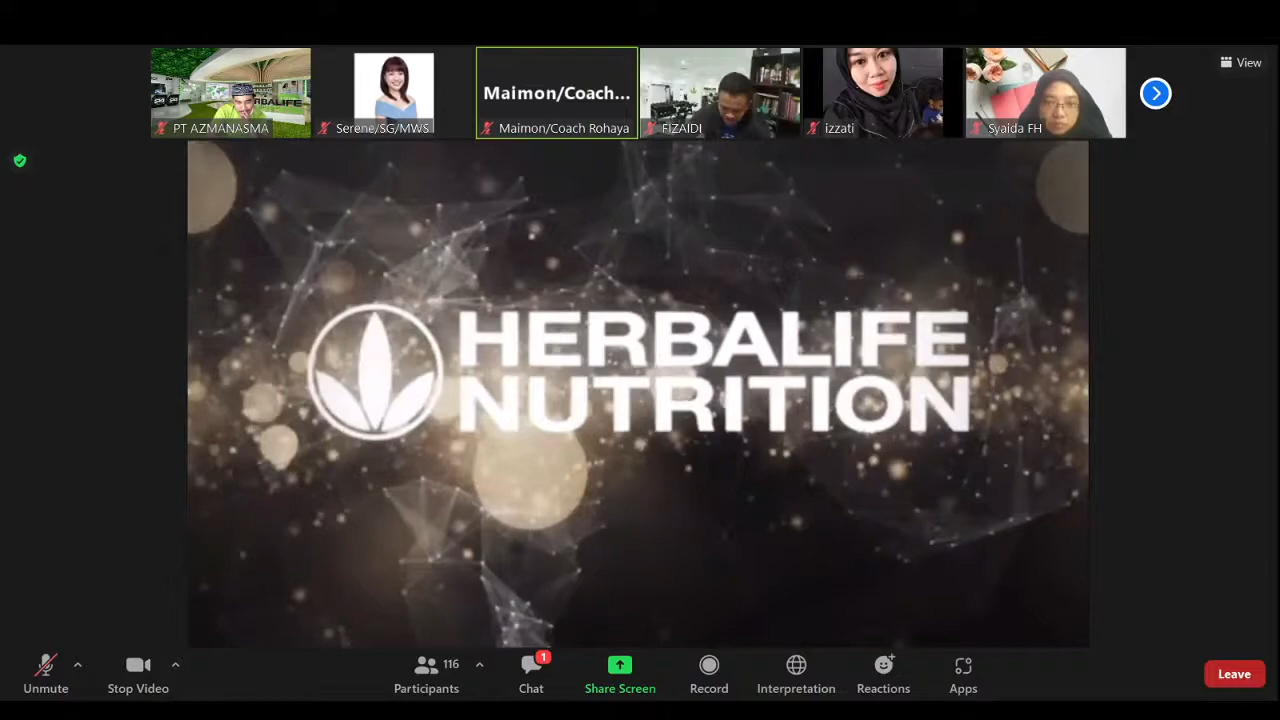 View
Maimon/Coach...
PT AZMANASMA
Serene/SG/MWS
Maimon/Coach Rohaya
FIZAIDI
izzati
Syaida FH
HERBALIFE
NUTRITION
116
1
Unmute
Stop Video
Participants
Chat
Share Screen
Record
Interpretation
Reactions
Apps
Leave